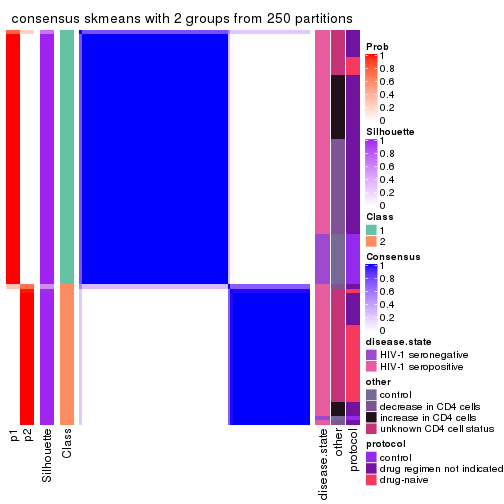 consensus skmeans with 2 groups from 250 partitions
Prob
1
0.8
0.6
0.4
0.2
0
Silhouette
1
0.8
0.6
0.4
0.2
0
Class
1
2
Consensus
1
0.8
0.6
0.4
0.2
0
disease.state
HIV-1 seronegative
HIV-1 seropositive
other
control
decrease in CD4 cells
increase in CD4 cells
unknown CD4 cell status
protocol
control
drug regimen not indicated
drug-naive
p1
p2
Silhouette
Class
disease.state
other
protocol